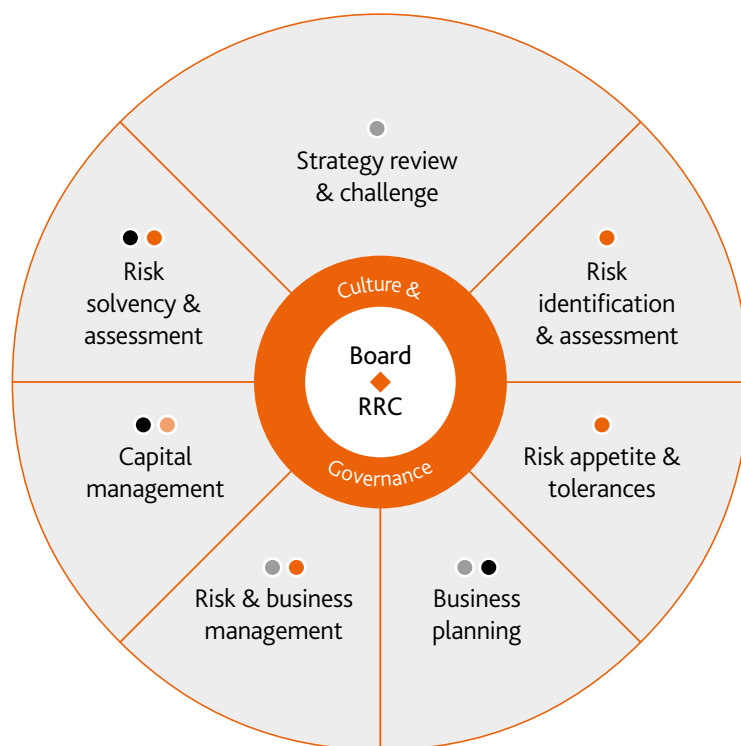 Strategy review
& challenge
Risk
identification
& assessment
Risk appetite &
tolerances
Business
planning
Risk & business
management
Capital
management
Risk
solvency &
assessment
Culture &
Board
RRC
Governance